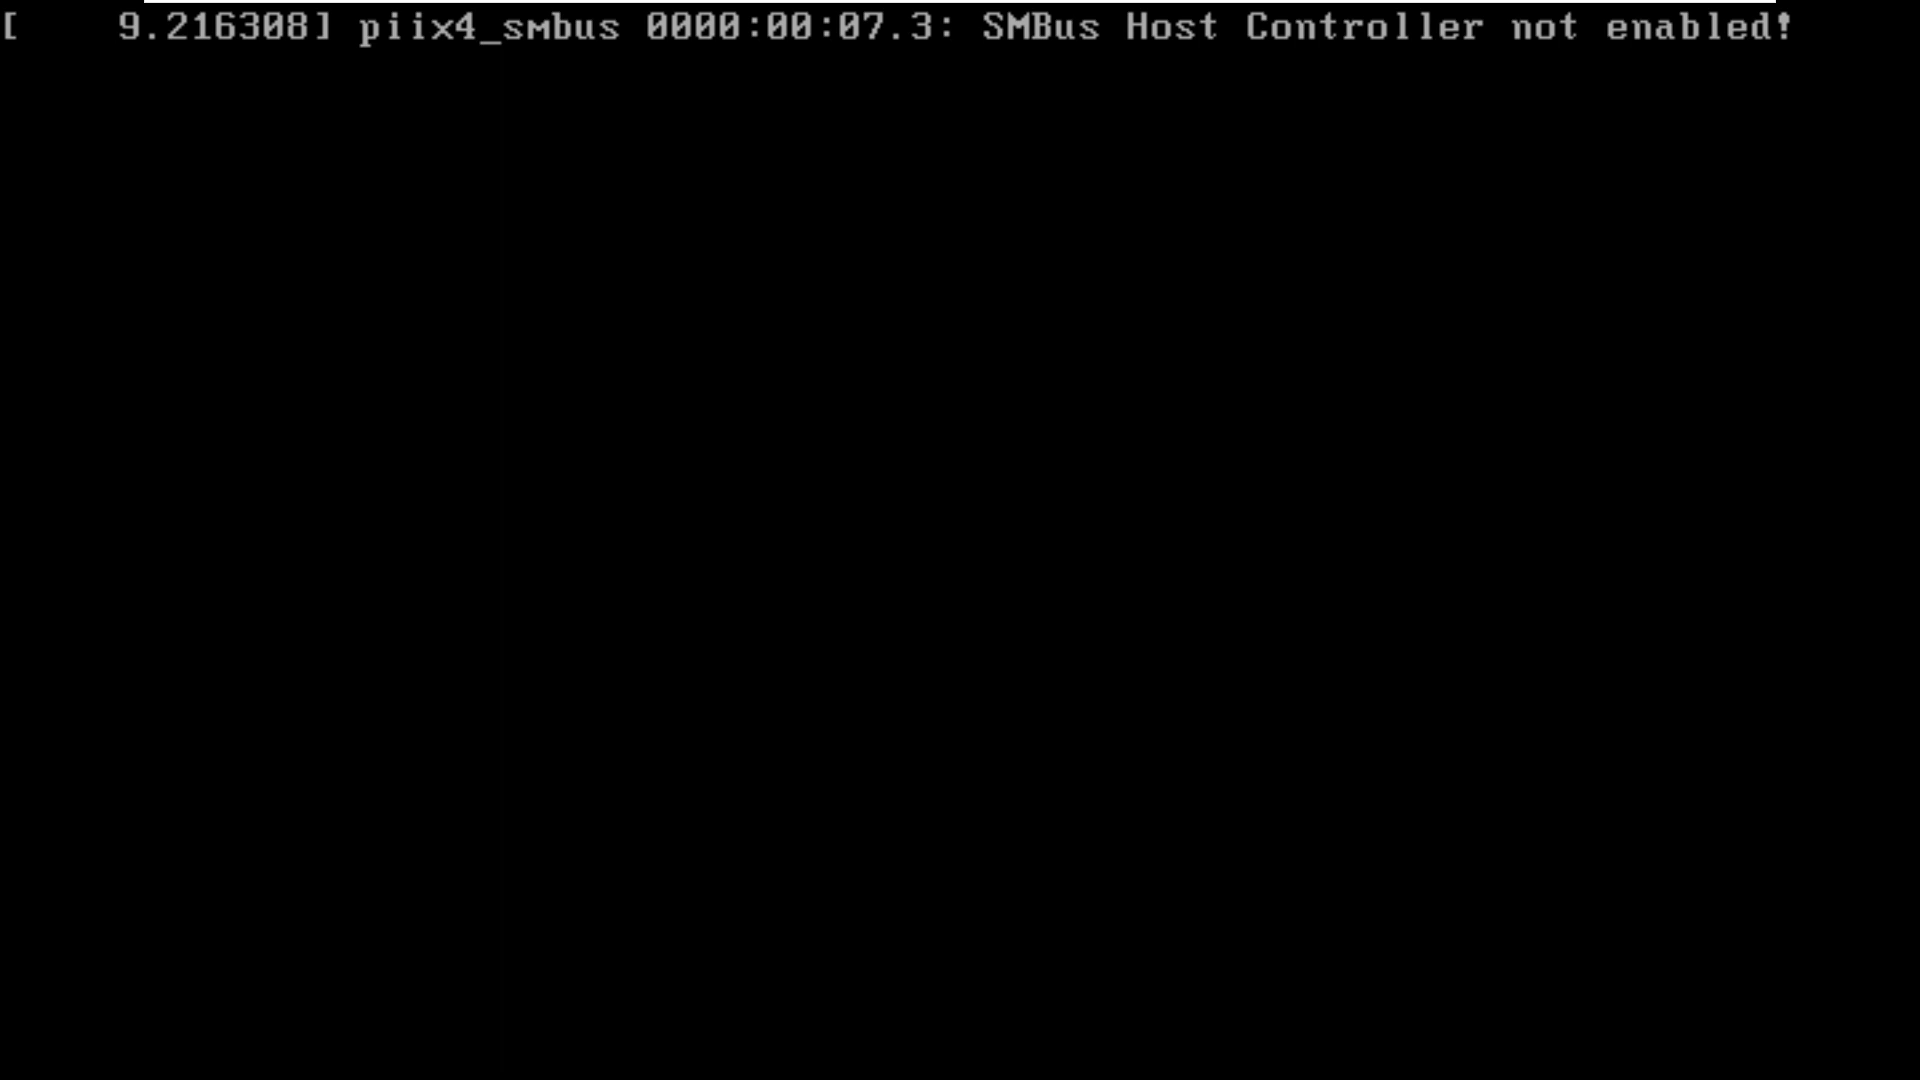 [    9.216308] piix4_smbus 0000:00:07.3: SMBus Host Controller not enabled!